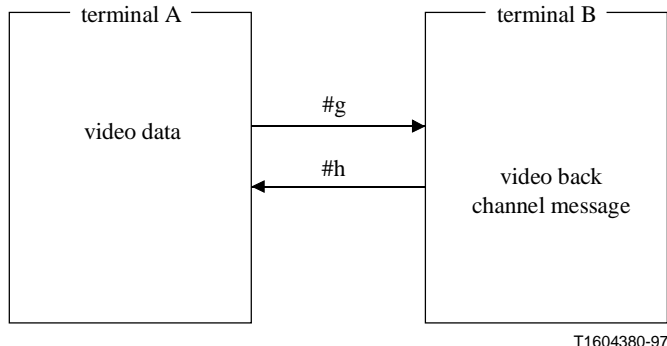 terminal A
terminal B
#g
video data
#h
video back
channel message
T1604380-97